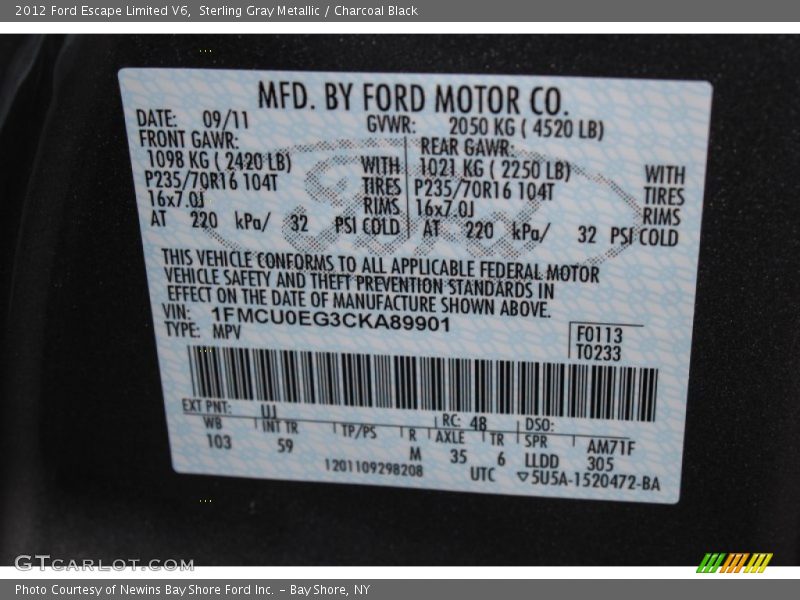 2012 Ford Escape Limited V6, Sterling Gray Metallic / Charcoal Black
MFD. BY FORD MOTOR CO.
DATE: 09/11 GVWR: 2050 KG ( 4520 LB)
FRONT GAWR: REAR GAWR:
1098 KG ( 2420 LB) WITH 1021 KG ( 2250 LB) WITH
P235/70R16 104T TIRES P235/70R16 104T TIRES
16x7.0J RIMS 16x7.0J RIMS
AT 220 kPa/ 32 PSI COLD AT 220 kPa/ 32 PSI COLD
THIS VEHICLE CONFORMS TO ALL APPLICABLE FEDERAL MOTOR
VEHICLE SAFETY AND THEFT PREVENTION STANDARDS IN
EFFECT ON THE DATE OF MANUFACTURE SHOWN ABOVE.
VIN: 1FMCU0EG3CKA89901
TYPE: MPV
F0113
T0233
EXT PNT: UJ RC: 48 DSO:
WB INT TR TP/PS R AXLE TR SPR AM71F
103 59 M 35 6 LLDD 305
1201109298208 UTC ▽5U5A-1520472-BA
Ford
GTcarlot.com
Photo Courtesy of Newins Bay Shore Ford Inc. - Bay Shore, NY